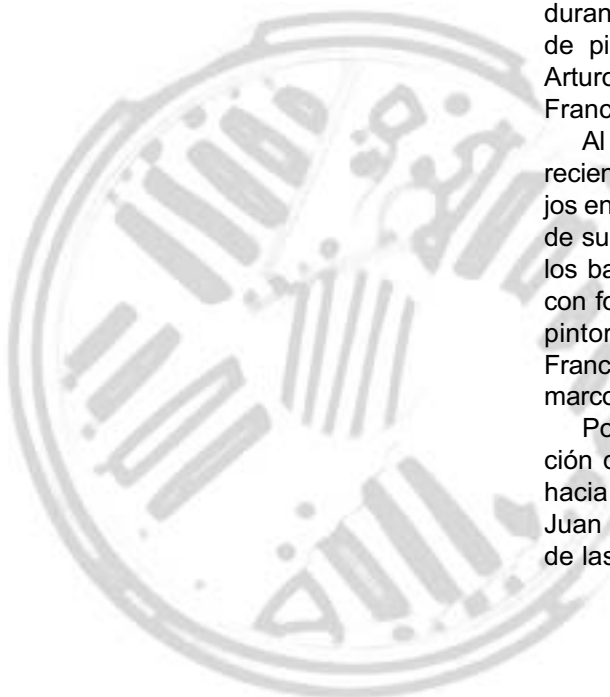 duran
de pi
Arturo
Franc
Al
recien
jos en
de su
los ba
con fo
pintor
Franc
marco
Po
ción d
hacia
Juan
de las